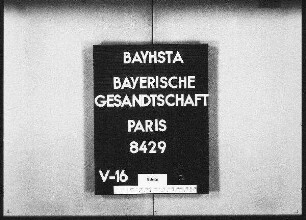 BAYHSTA
BAYERISCHE
GESANDTSCHAFT
PARIS
8429
V-16